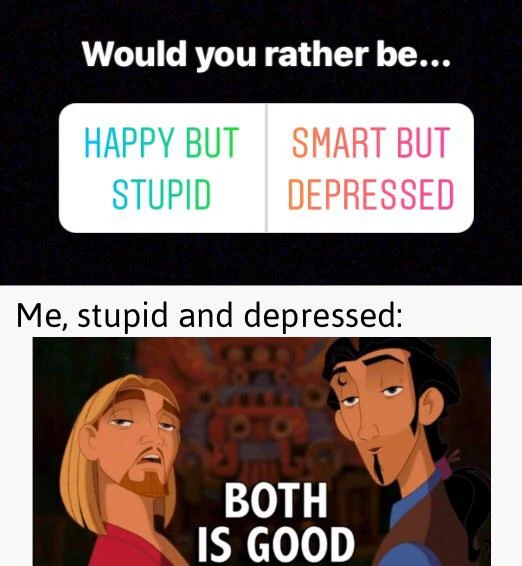 Would you rather be...
HAPPY BUT
STUPID
SMART BUT
DEPRESSED
Me, stupid and depressed:
BOTH
IS GOOD